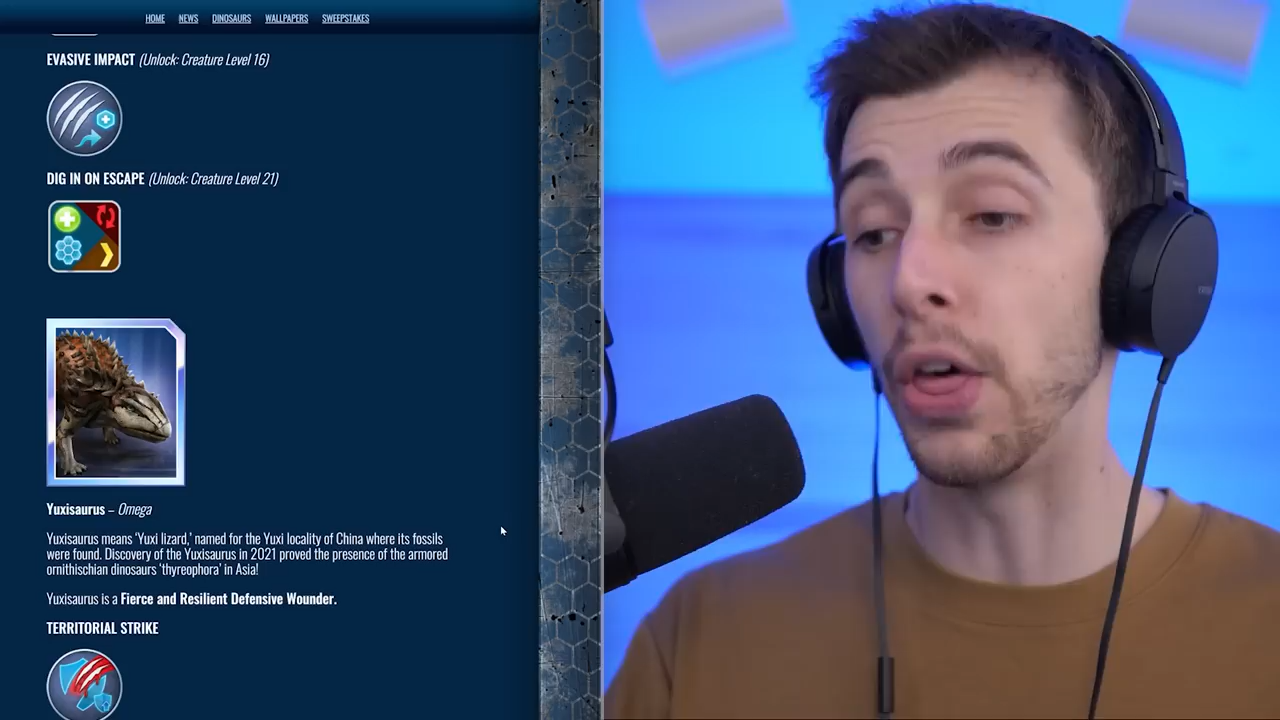 HOME NEWS DINOSAURS WALLPAPERS SWEEPSTAKES
EVASIVE IMPACT (Unlock: Creature Level 16)
DIG IN ON ESCAPE (Unlock: Creature Level 21)
Yuxisaurus – Omega
Yuxisaurus means ‘Yuxi lizard,’ named for the Yuxi locality of China where its fossils
were found. Discovery of the Yuxisaurus in 2021 proved the presence of the armored
ornithischian dinosaurs ‘thyreophora’ in Asia!
Yuxisaurus is a Fierce and Resilient Defensive Wounder.
TERRITORIAL STRIKE